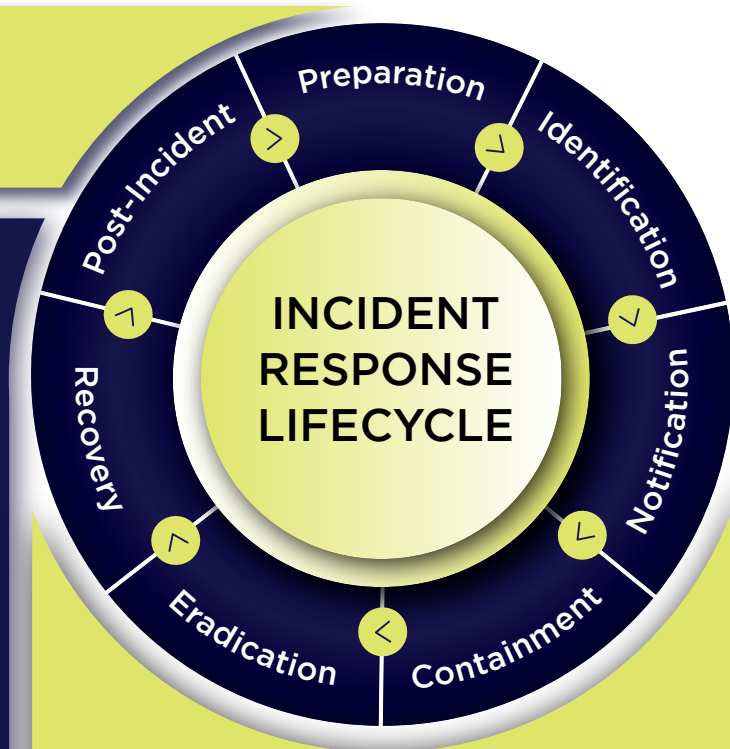 INCIDENT
RESPONSE
LIFECYCLE
Preparation
Identification
Notification
Containment
Eradication
Recovery
Post-Incident